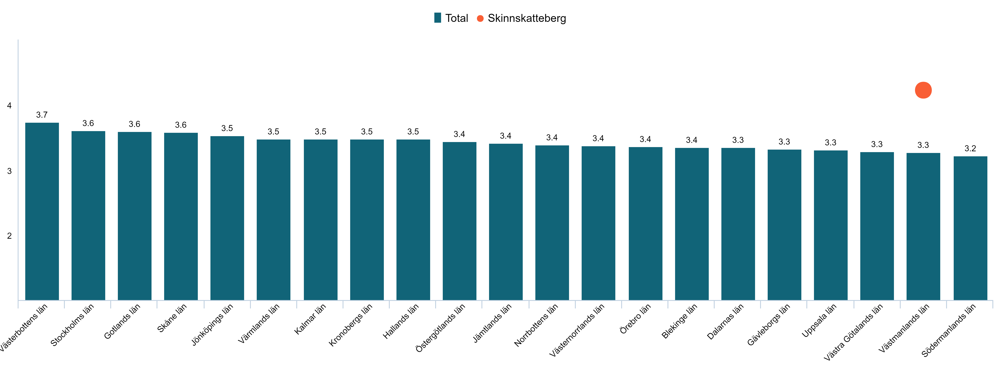 Total Skinnskatteberg
4
3
2
3.7 3.6 3.6 3.6 3.5 3.5 3.5 3.5 3.5 3.4 3.4 3.4 3.4 3.4 3.4 3.3 3.3 3.3 3.3 3.3 3.2
Västerbottens län
Stockholms län
Gotlands län
Skåne län
Jönköpings län
Värmlands län
Kalmar län
Kronobergs län
Hallands län
Östergötlands län
Jämtlands län
Norrbottens län
Västernorrlands län
Örebro län
Blekinge län
Dalarnas län
Gävleborgs län
Uppsala län
Västra Götalands län
Västmanlands län
Södermanlands län